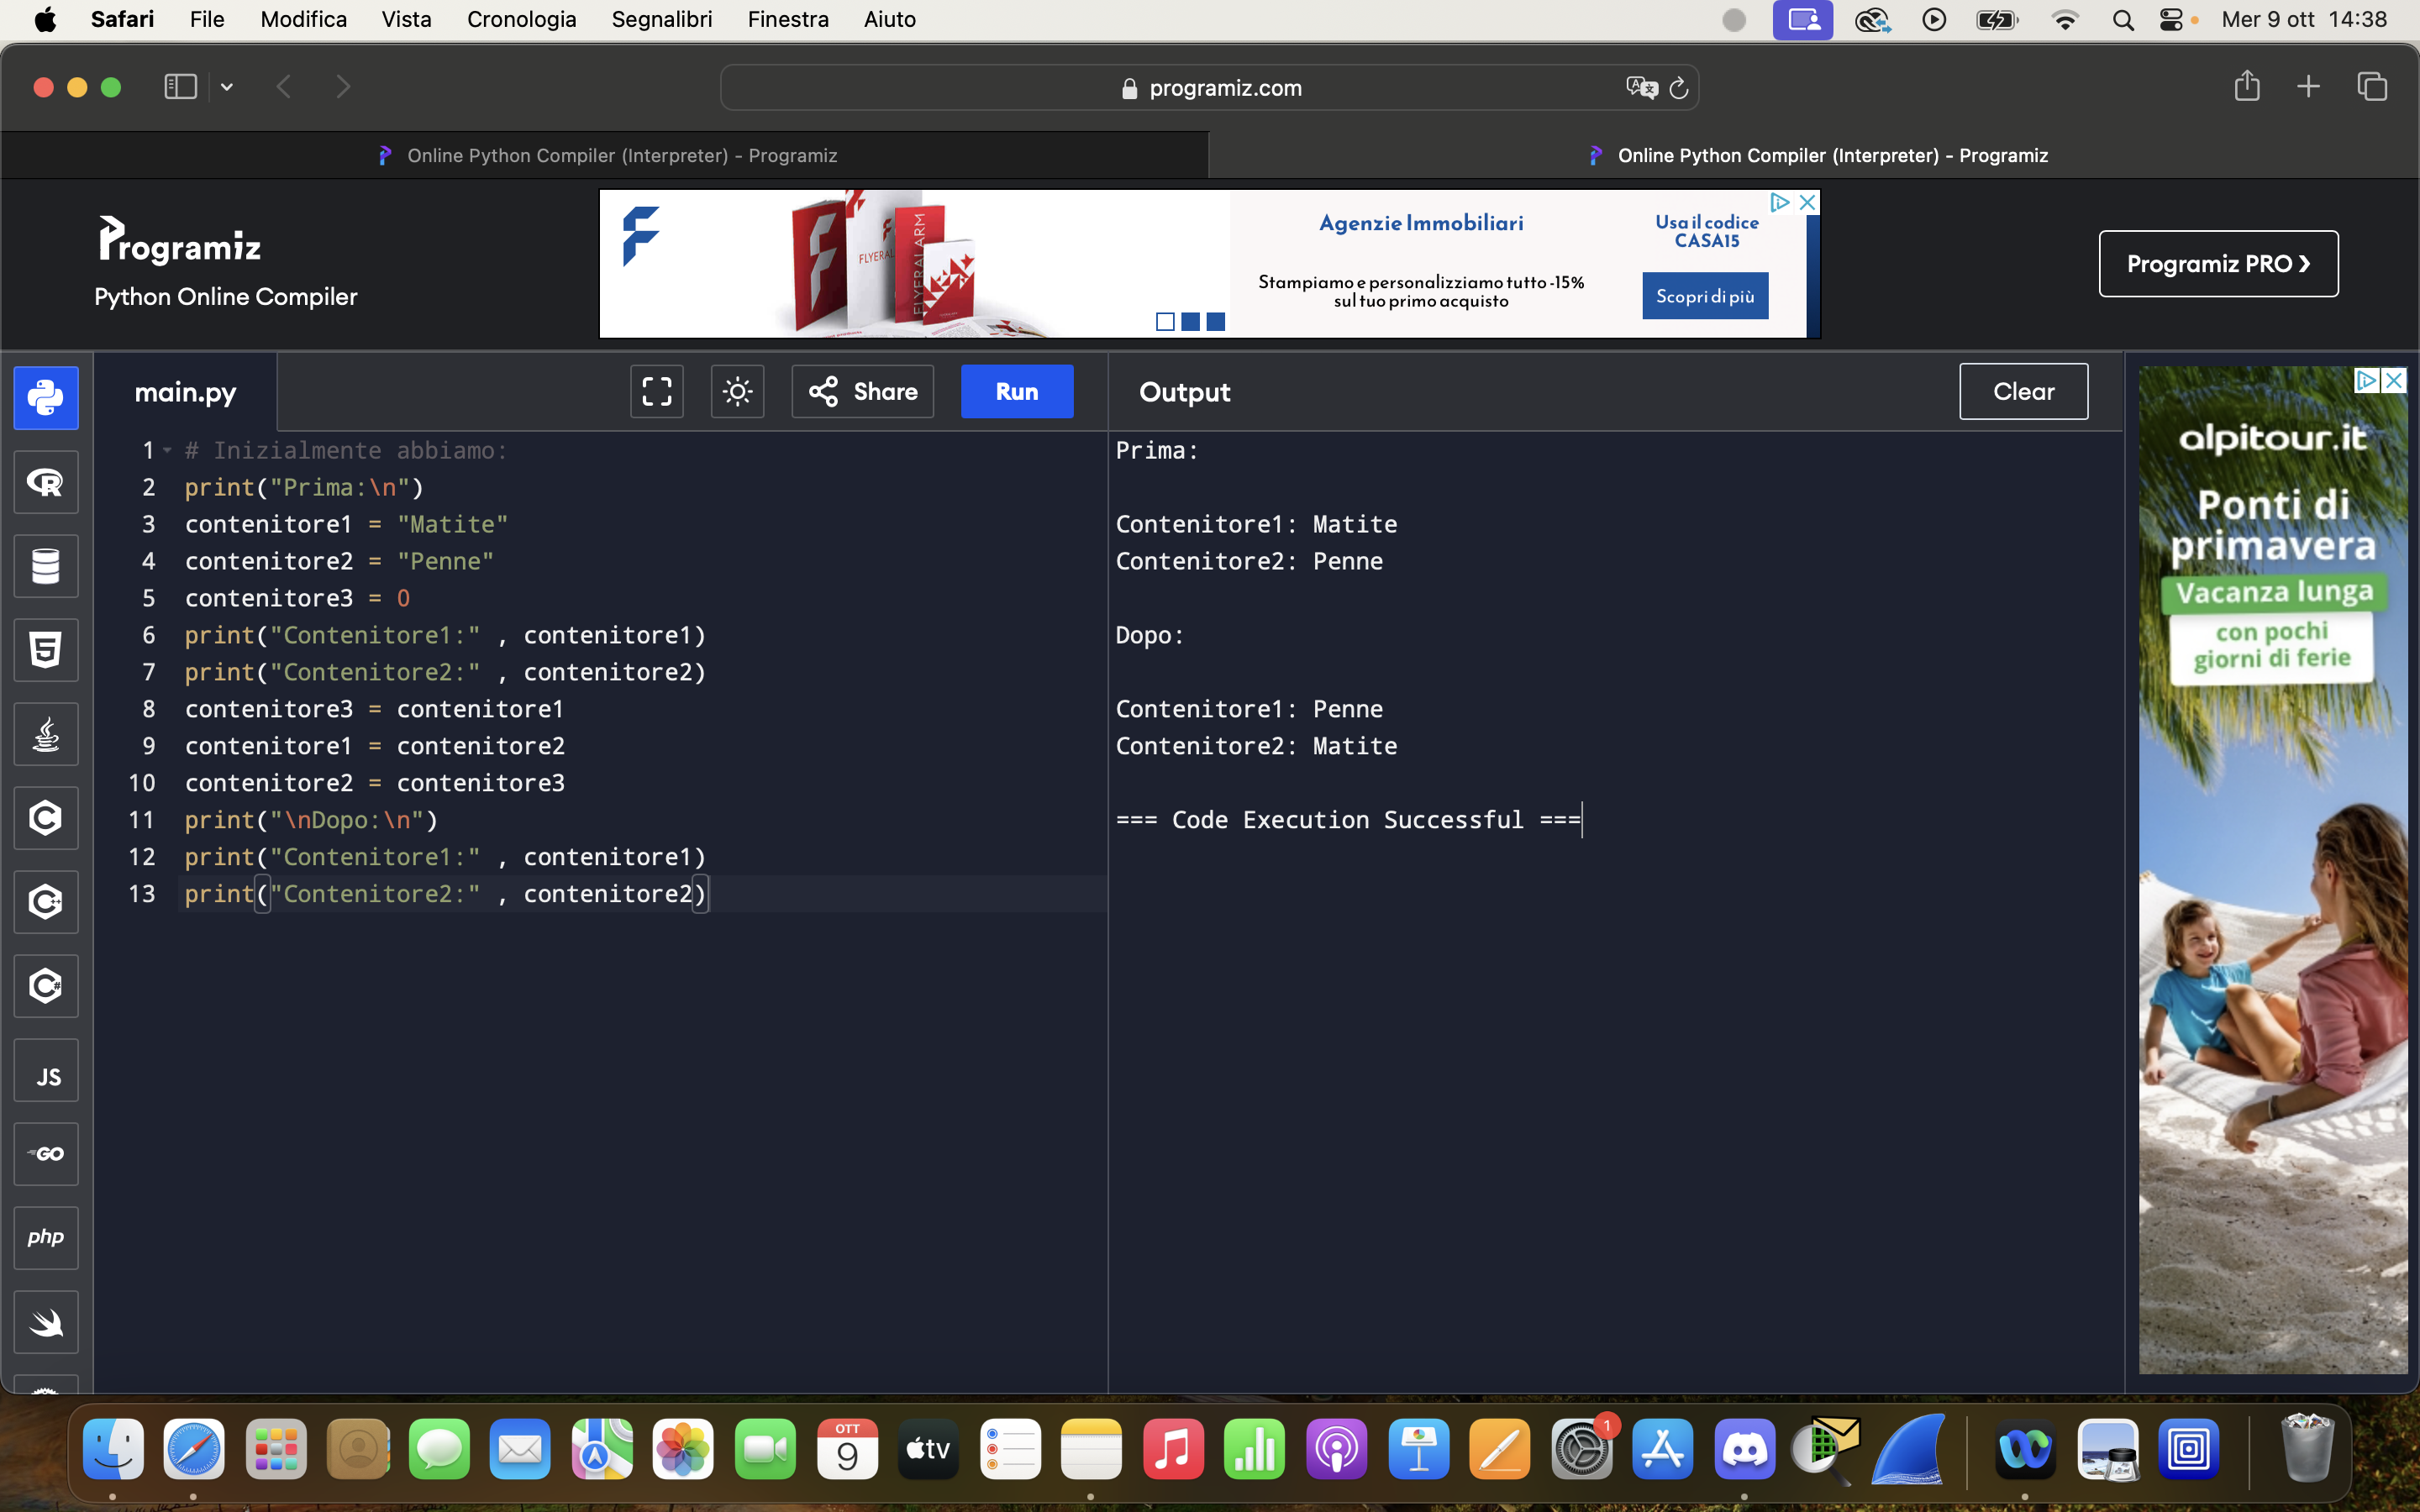 Safari File Modifica Vista Cronologia Segnalibri Finestra Aiuto Mer 9 ott 14:38
programiz.com
Online Python Compiler (Interpreter) - Programiz
Online Python Compiler (Interpreter) - Programiz
Programiz
Python Online Compiler
FLYERALARM
Agenzie Immobiliari
Stampiamo e personalizziamo tutto -15%
sul tuo primo acquisto
Usa il codice
CASA15
Scopri di più
Programiz PRO ❯
main.py
Share
Run
Output
Clear
1 # Inizialmente abbiamo:
2 print("Prima:\n")
3 contenitore1 = "Matite"
4 contenitore2 = "Penne"
5 contenitore3 = 0
6 print("Contenitore1:" , contenitore1)
7 print("Contenitore2:" , contenitore2)
8 contenitore3 = contenitore1
9 contenitore1 = contenitore2
10 contenitore2 = contenitore3
11 print("\nDopo:\n")
12 print("Contenitore1:" , contenitore1)
13 print("Contenitore2:" , contenitore2)
Prima:
Contenitore1: Matite
Contenitore2: Penne
Dopo:
Contenitore1: Penne
Contenitore2: Matite
=== Code Execution Successful ===
alpitour.it
Ponti di
primavera
Vacanza lunga
con pochi
giorni di ferie
R
5
C
C++
C#
JS
GO
php
OTT
9
tv
1